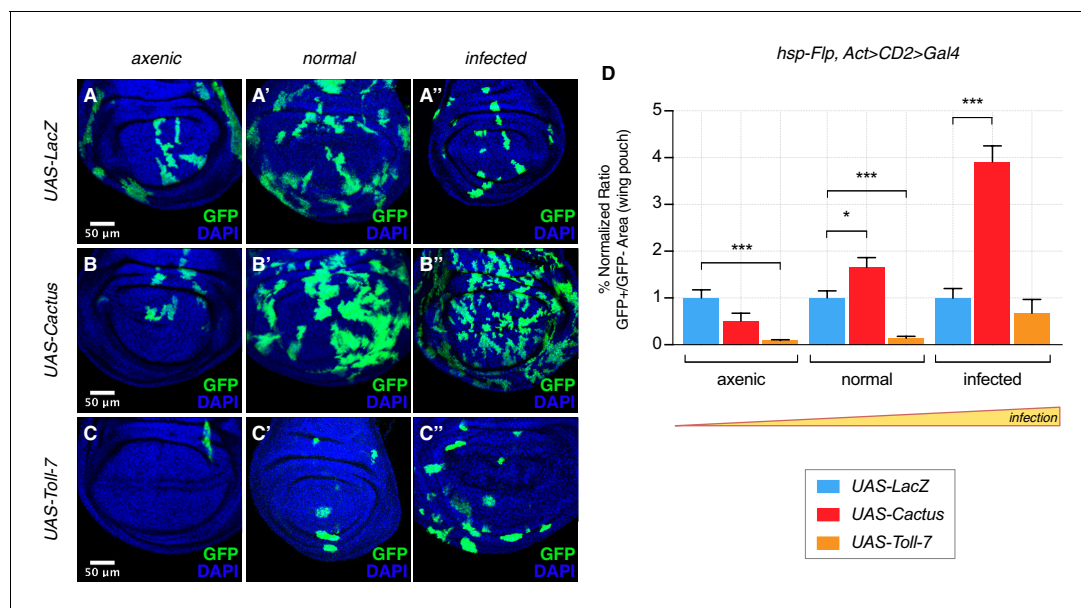 axenic normal infected
UAS-LacZ
A A' A''
50 µm
GFP GFP GFP
DAPI DAPI DAPI
UAS-Cactus
B B' B''
50 µm
GFP GFP GFP
DAPI DAPI DAPI
UAS-Toll-7
C C' C''
50 µm
GFP GFP GFP
DAPI DAPI DAPI
D
hsp-Flp, Act>CD2>Gal4
% Normalized Ratio
GFP+/GFP- Area (wing pouch)
5
4
3
2
1
0
***
***
*
***
axenic normal infected
infection
UAS-LacZ
UAS-Cactus
UAS-Toll-7